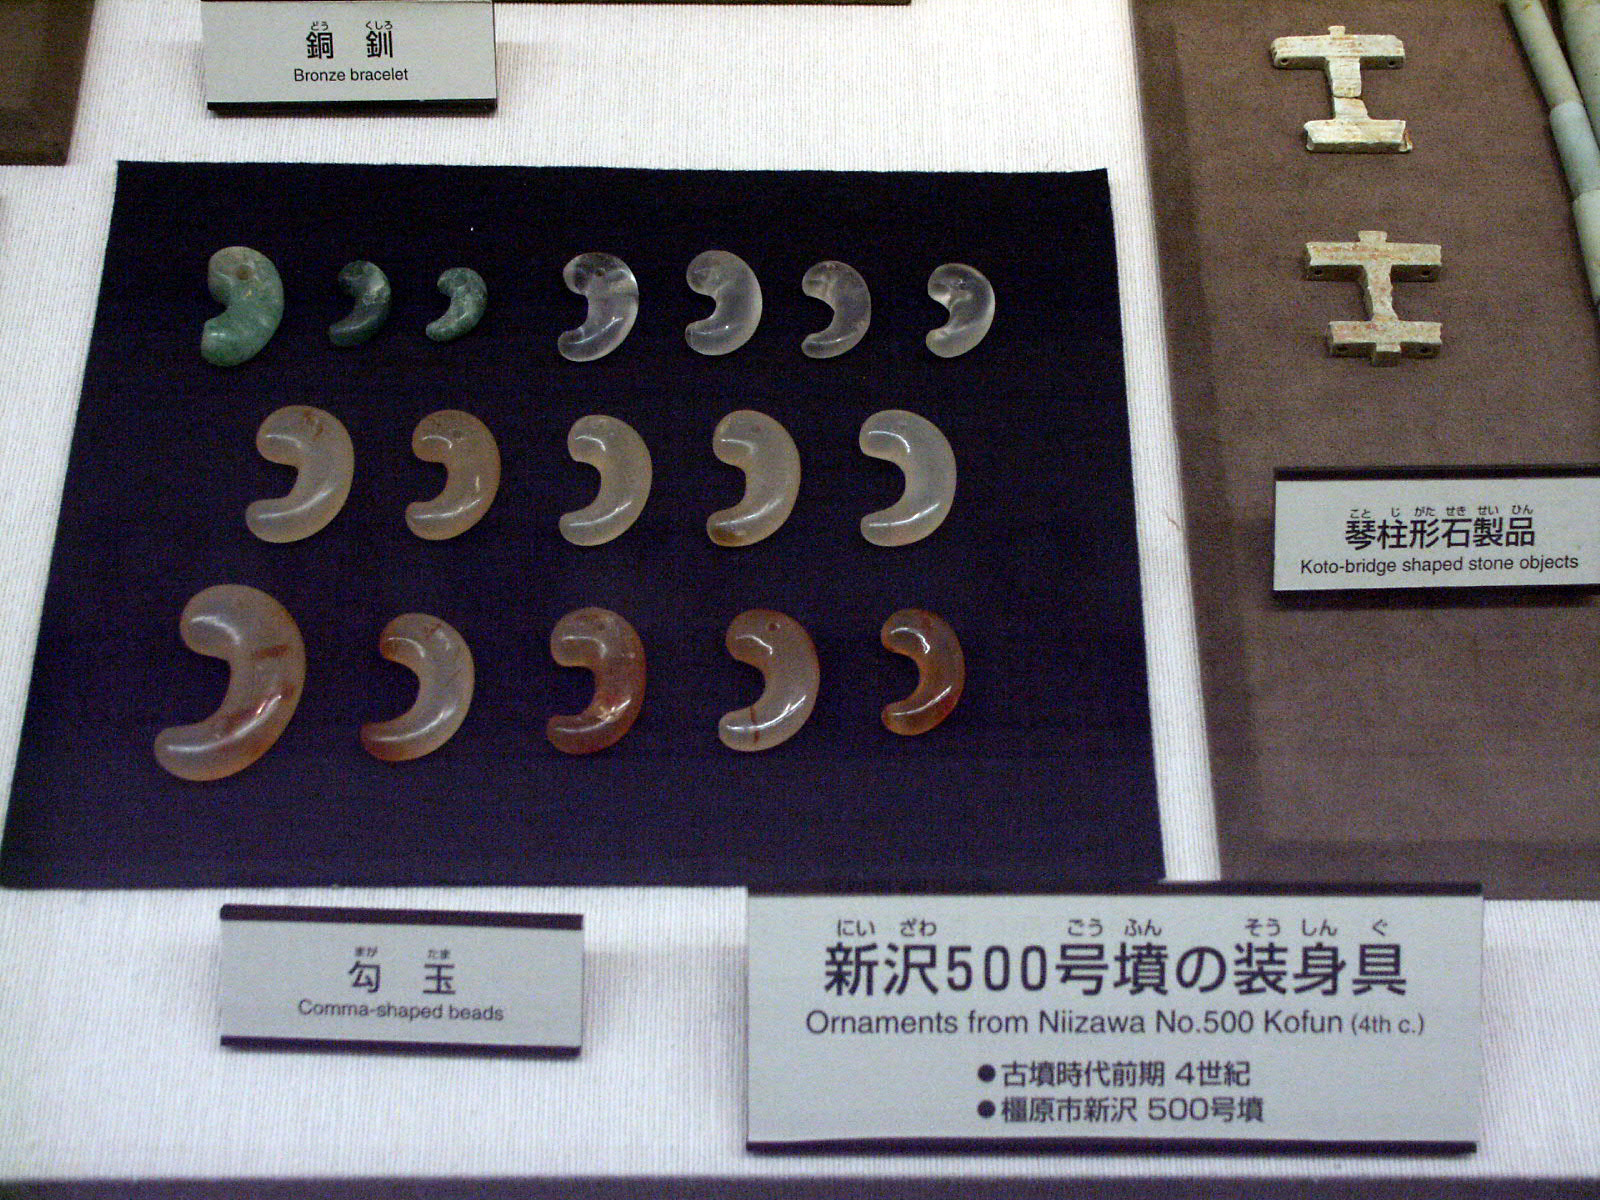 どう くしろ
銅 釧
Bronze bracelet
こと じ がた せき せい ひん
琴柱形石製品
Koto-bridge shaped stone objects
まが たま
勾 玉
Comma-shaped beads
にい ざわ ごう ふん そう しん ぐ
新沢500号墳の装身具
Ornaments from Niizawa No.500 Kofun (4th c.)
●古墳時代前期 4世紀
●橿原市新沢 500号墳